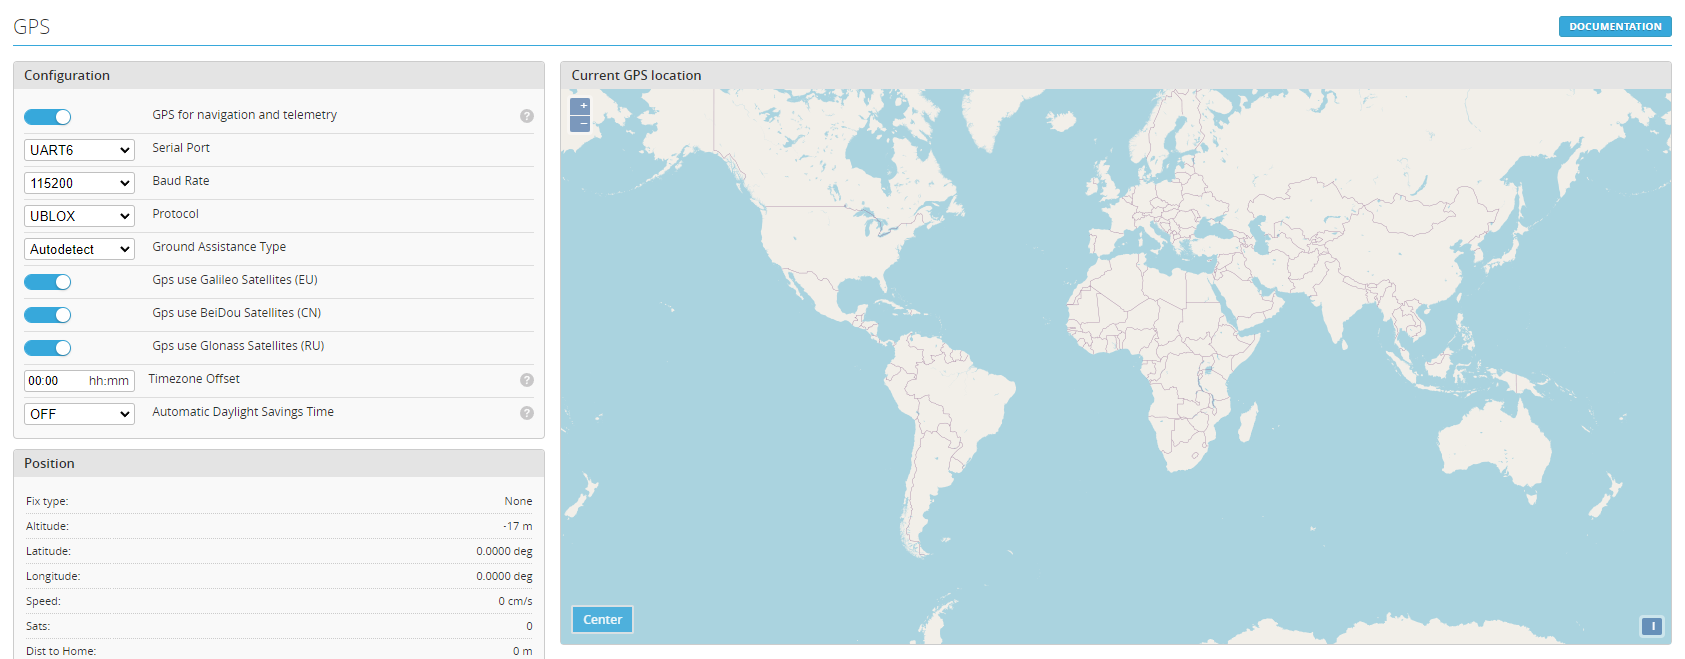 GPS
DOCUMENTATION
Configuration
GPS for navigation and telemetry ?
UART6 Serial Port
115200 Baud Rate
UBLOX Protocol
Autodetect Ground Assistance Type
Gps use Galileo Satellites (EU)
Gps use BeiDou Satellites (CN)
Gps use Glonass Satellites (RU)
00:00 hh:mm Timezone Offset ?
OFF Automatic Daylight Savings Time ?
Position
Fix type: None
Altitude: -17 m
Latitude: 0.0000 deg
Longitude: 0.0000 deg
Speed: 0 cm/s
Sats: 0
Dist to Home: 0 m
Current GPS location
+
−
Center
I